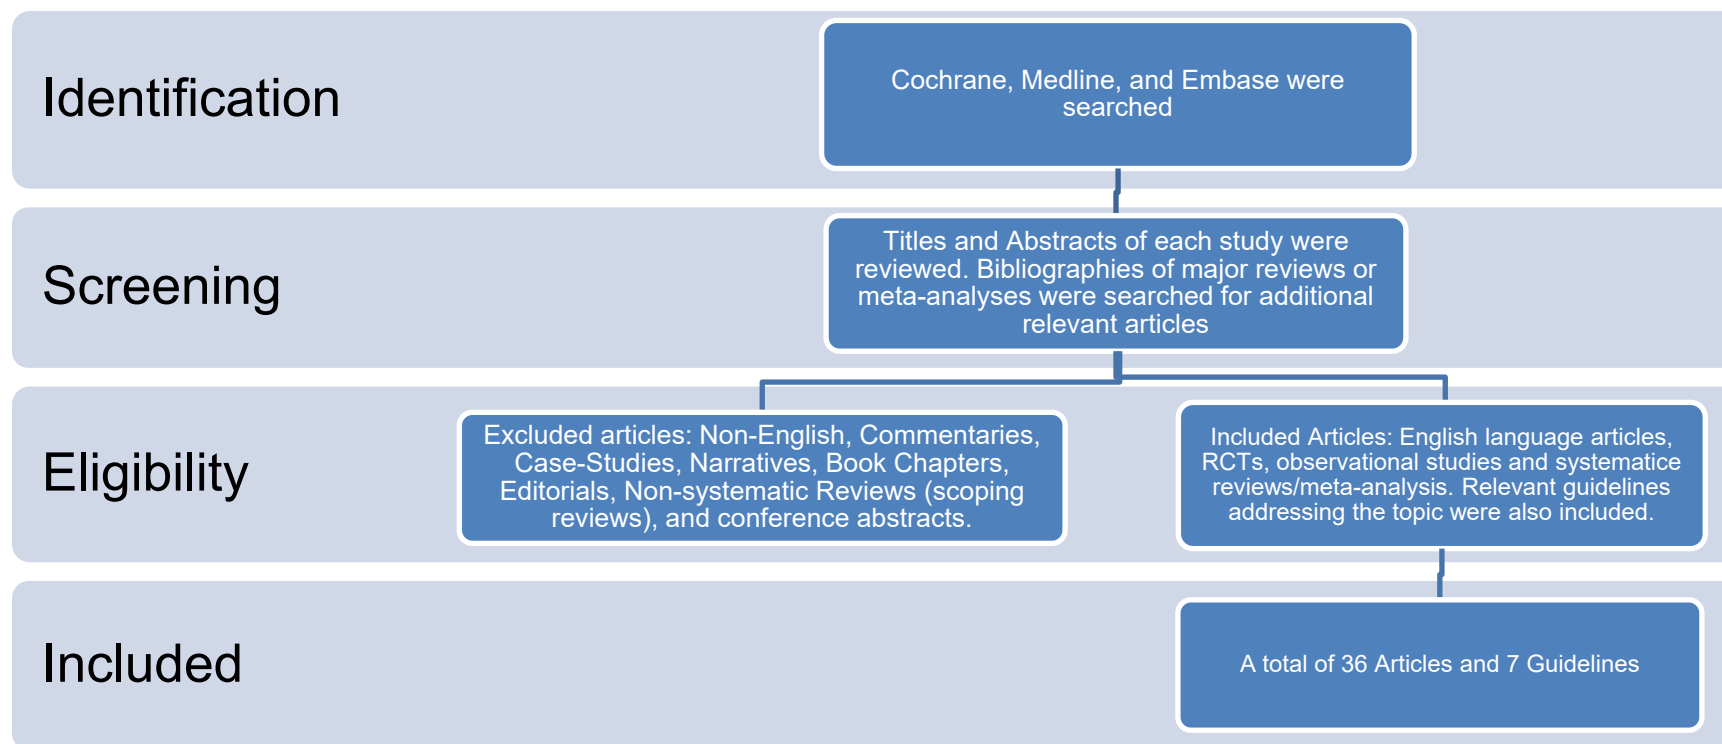 Identification
Cochrane, Medline, and Embase were
searched
Screening
Titles and Abstracts of each study were
reviewed. Bibliographies of major reviews or
meta-analyses were searched for additional
relevant articles
Eligibility
Excluded articles: Non-English, Commentaries,
Case-Studies, Narratives, Book Chapters,
Editorials, Non-systematic Reviews (scoping
reviews), and conference abstracts.
Included Articles: English language articles,
RCTs, observational studies and systematice
reviews/meta-analysis. Relevant guidelines
addressing the topic were also included.
Included
A total of 36 Articles and 7 Guidelines